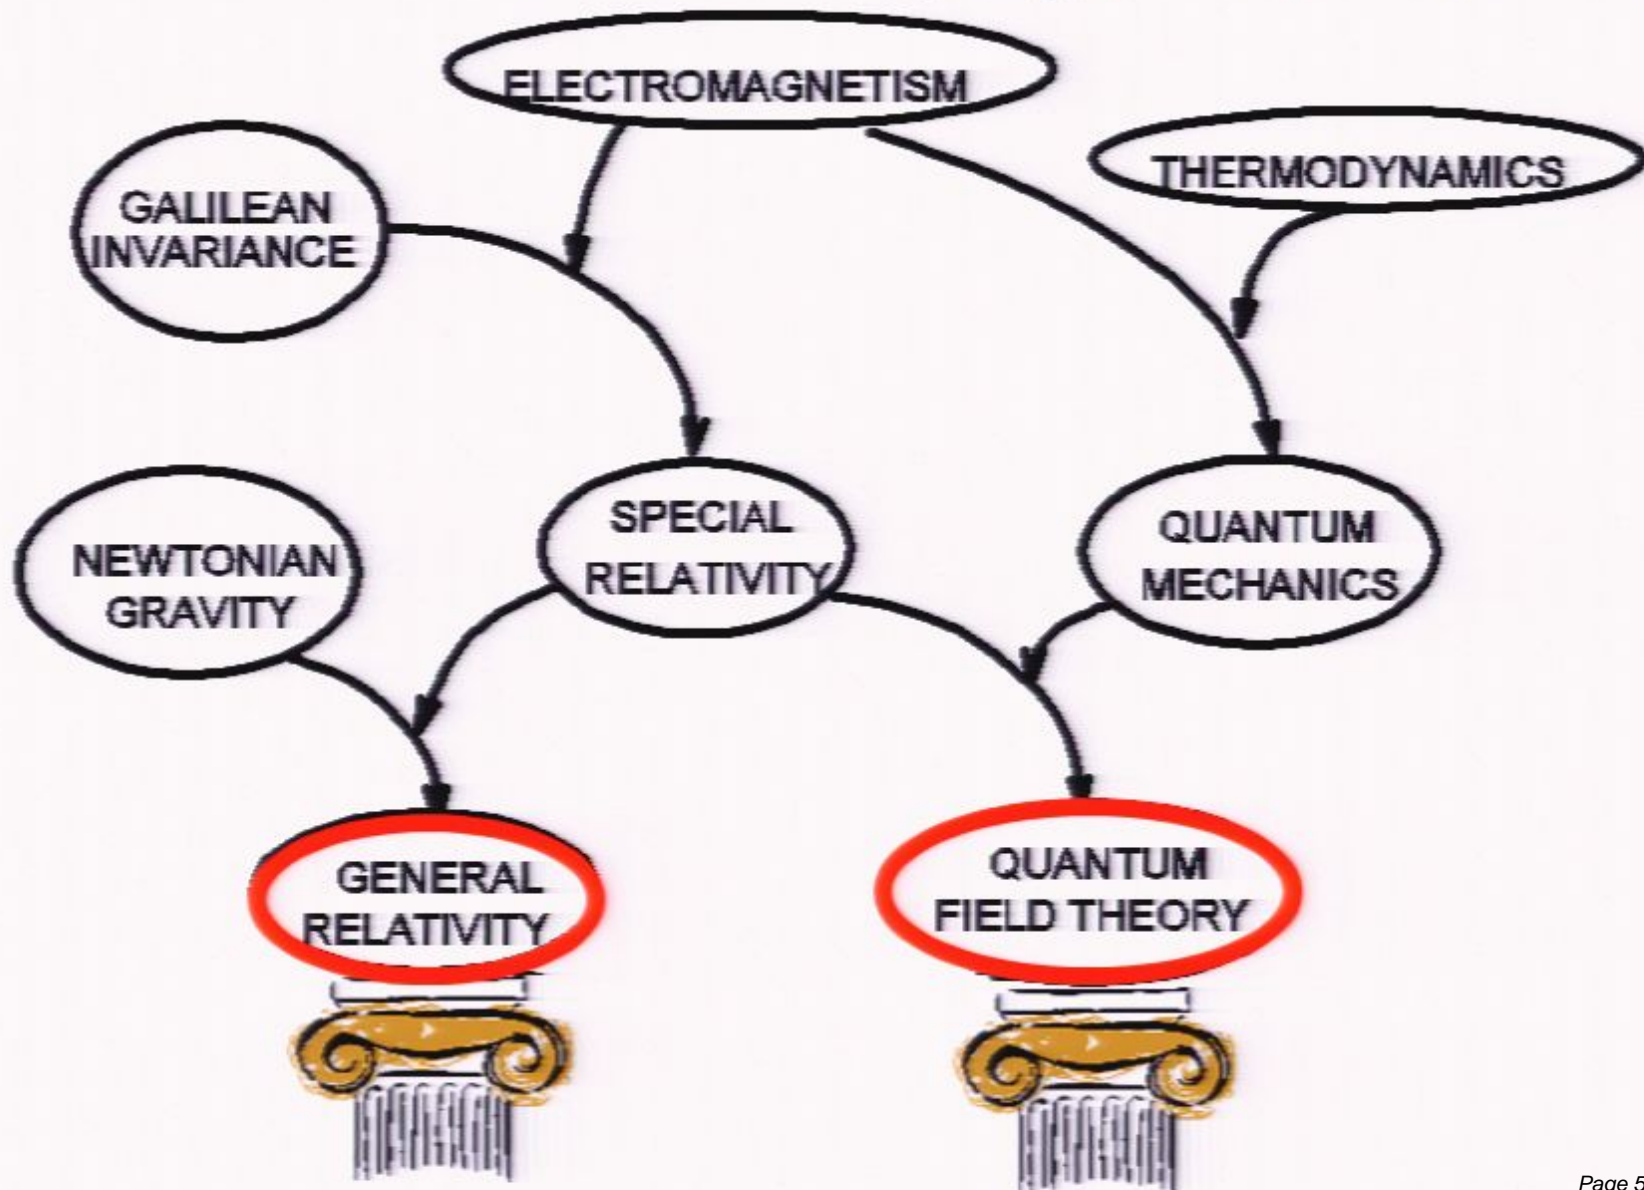 ELECTROMAGNETISM
THERMODYNAMICS
GALILEAN
INVARIANCE
NEWTONIAN
GRAVITY
SPECIAL
RELATIVITY
QUANTUM
MECHANICS
GENERAL
RELATIVITY
QUANTUM
FIELD THEORY
Page 5